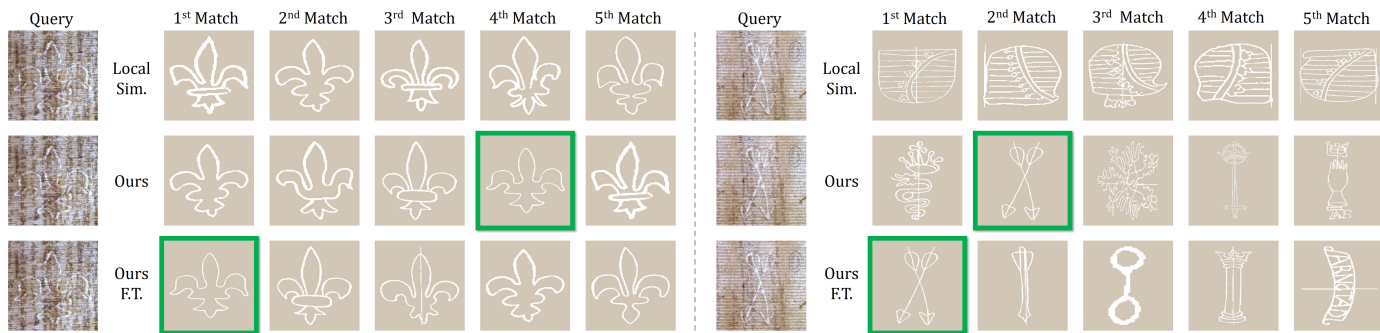 Query 1st Match 2nd Match 3rd Match 4th Match 5th Match
Local Sim.
Ours
Ours F.T.
Query 1st Match 2nd Match 3rd Match 4th Match 5th Match
Local Sim.
Ours
Ours F.T.